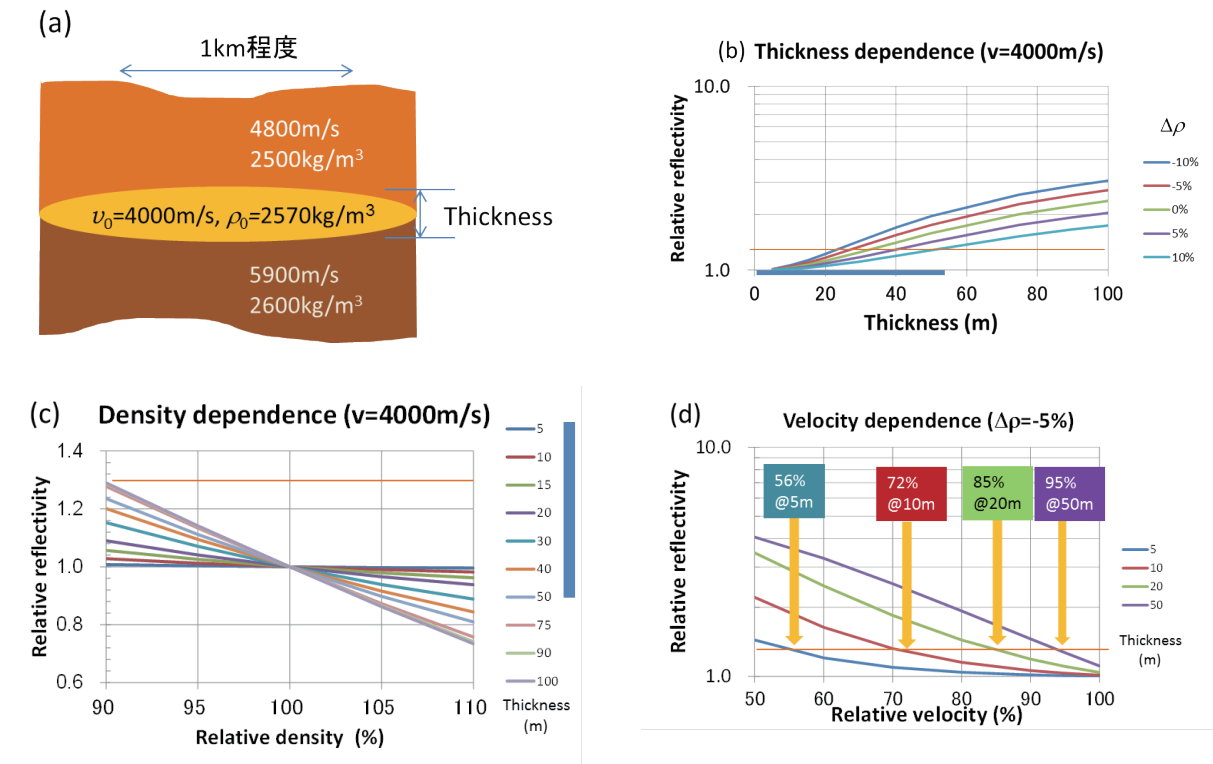 (a)
1km程度
4800m/s
2500kg/m³
υ₀=4000m/s, ρ₀=2570kg/m³
Thickness
5900m/s
2600kg/m³
(b) Thickness dependence (v=4000m/s)
Relative reflectivity
10.0
1.0
0 20 40 60 80 100
Thickness (m)
Δρ
-10%
-5%
0%
5%
10%
(c) Density dependence (v=4000m/s)
Relative reflectivity
1.4
1.2
1.0
0.8
0.6
90 95 100 105 110
Relative density (%)
5
10
15
20
30
40
50
75
90
100
Thickness
(m)
(d)
Velocity dependence (Δρ=-5%)
Relative reflectivity
10.0
1.0
56%
@5m
72%
@10m
85%
@20m
95%
@50m
50 60 70 80 90 100
Relative velocity (%)
5
10
20
50
Thickness
(m)